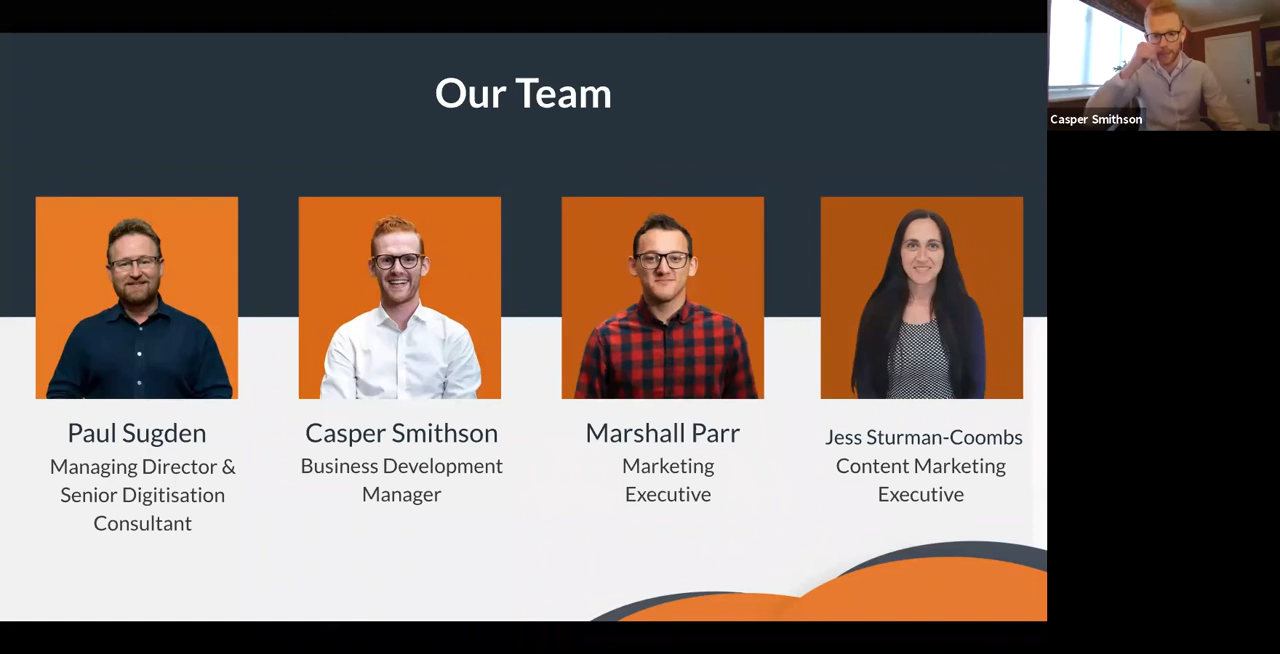 Our Team
Casper Smithson
Paul Sugden
Managing Director &
Senior Digitisation
Consultant
Casper Smithson
Business Development
Manager
Marshall Parr
Marketing
Executive
Jess Sturman-Coombs
Content Marketing
Executive